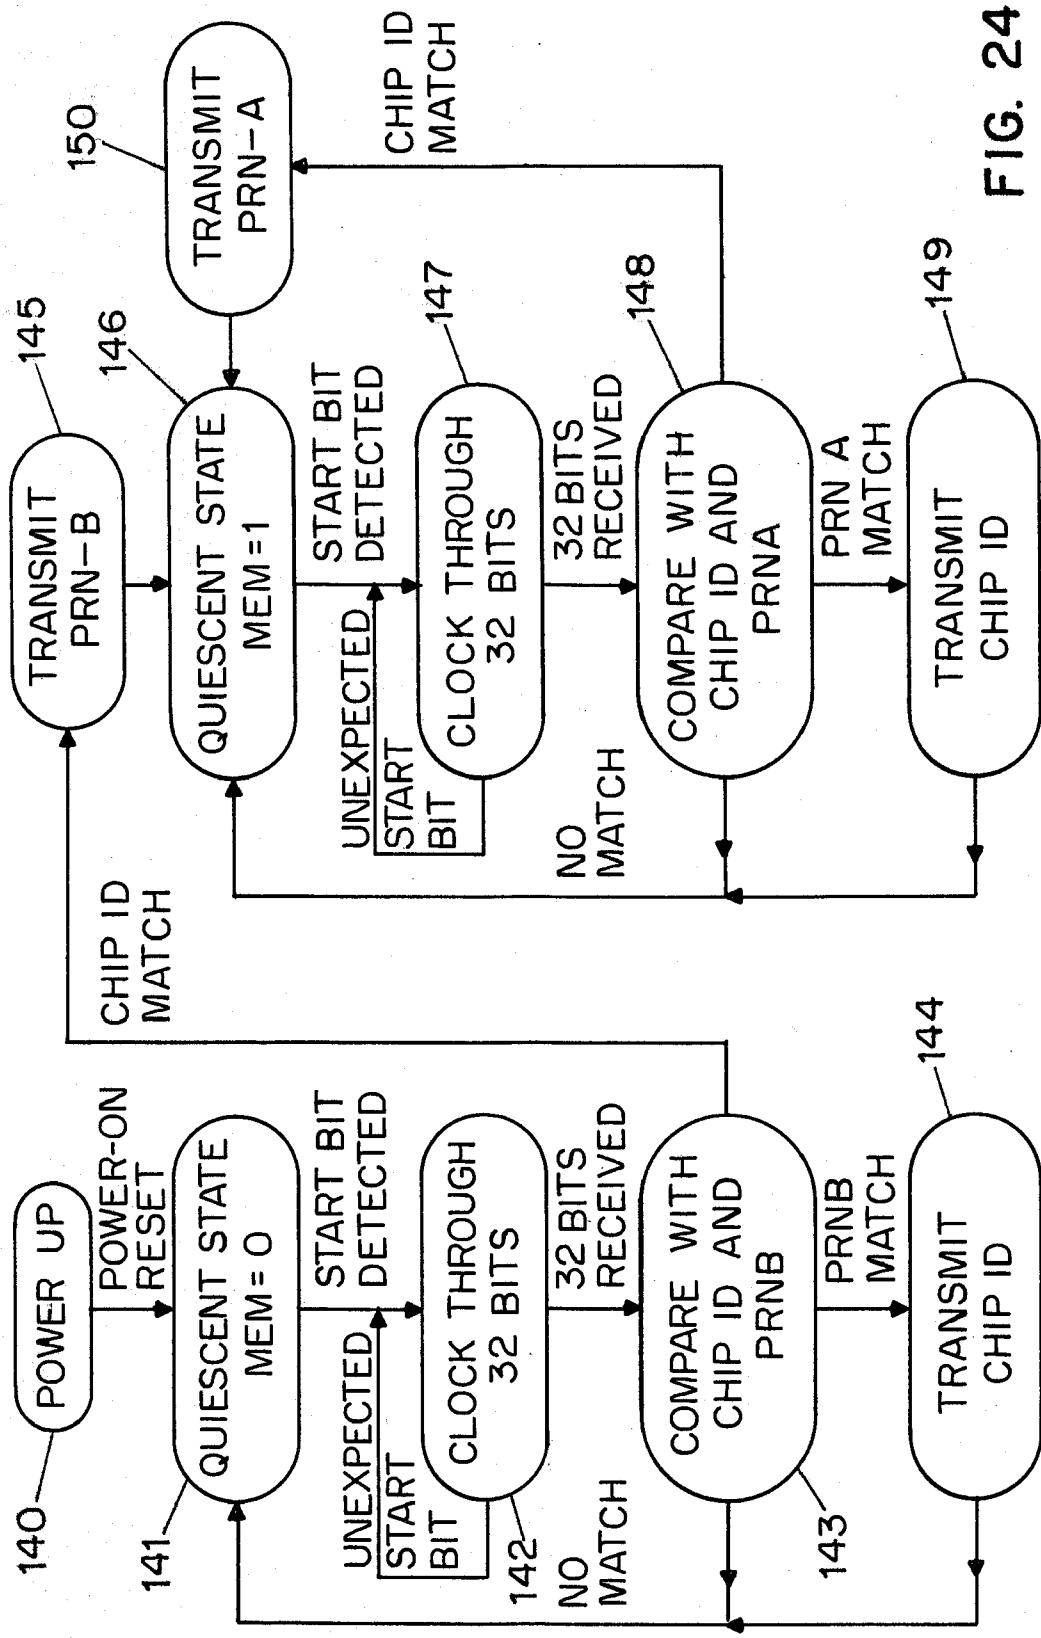 140
POWER UP
POWER-ON
RESET
141
QUIESCENT STATE
MEM = 0
START BIT
DETECTED
UNEXPECTED
START
BIT
142
CLOCK THROUGH
32 BITS
32 BITS
RECEIVED
NO
MATCH
143
COMPARE WITH
CHIP ID AND
PRNB
PRNB
MATCH
144
TRANSMIT
CHIP ID
CHIP ID
MATCH
145
TRANSMIT
PRN-B
146
QUIESCENT STATE
MEM = 1
150
TRANSMIT
PRN-A
START BIT
DETECTED
UNEXPECTED
START
BIT
147
CLOCK THROUGH
32 BITS
32 BITS
RECEIVED
NO
MATCH
148
COMPARE WITH
CHIP ID AND
PRNA
CHIP ID
MATCH
PRN A
MATCH
149
TRANSMIT
CHIP ID
FIG. 24